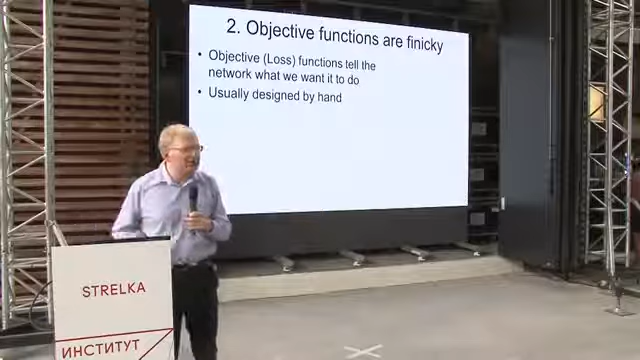 2. Objective functions are finicky
• Objective (Loss) functions tell the
network what we want it to do
• Usually designed by hand
STRELKA
ИНСТИТУТ